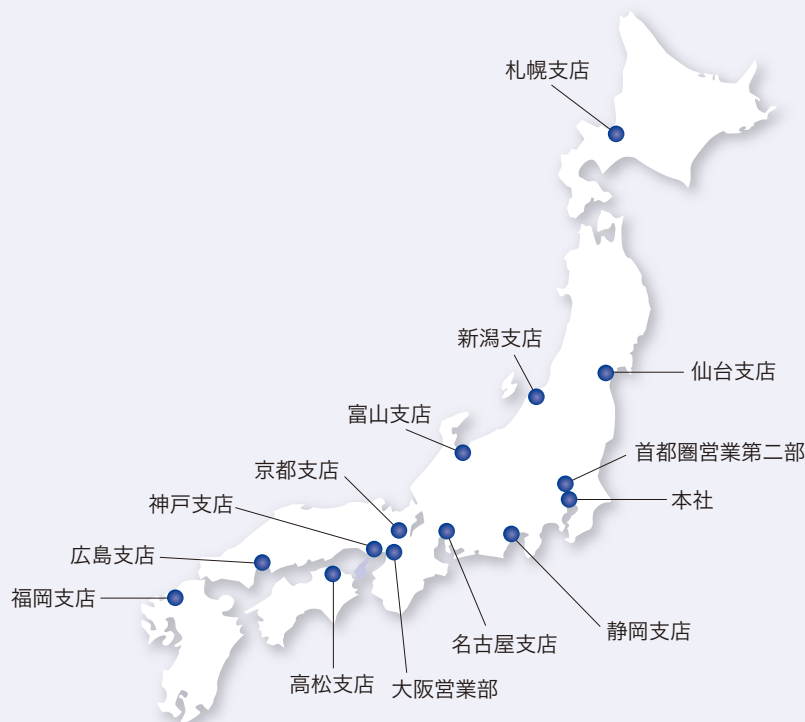 札幌支店
新潟支店
仙台支店
富山支店
首都圏営業第二部
京都支店
本社
神戸支店
広島支店
福岡支店
静岡支店
名古屋支店
高松支店
大阪営業部